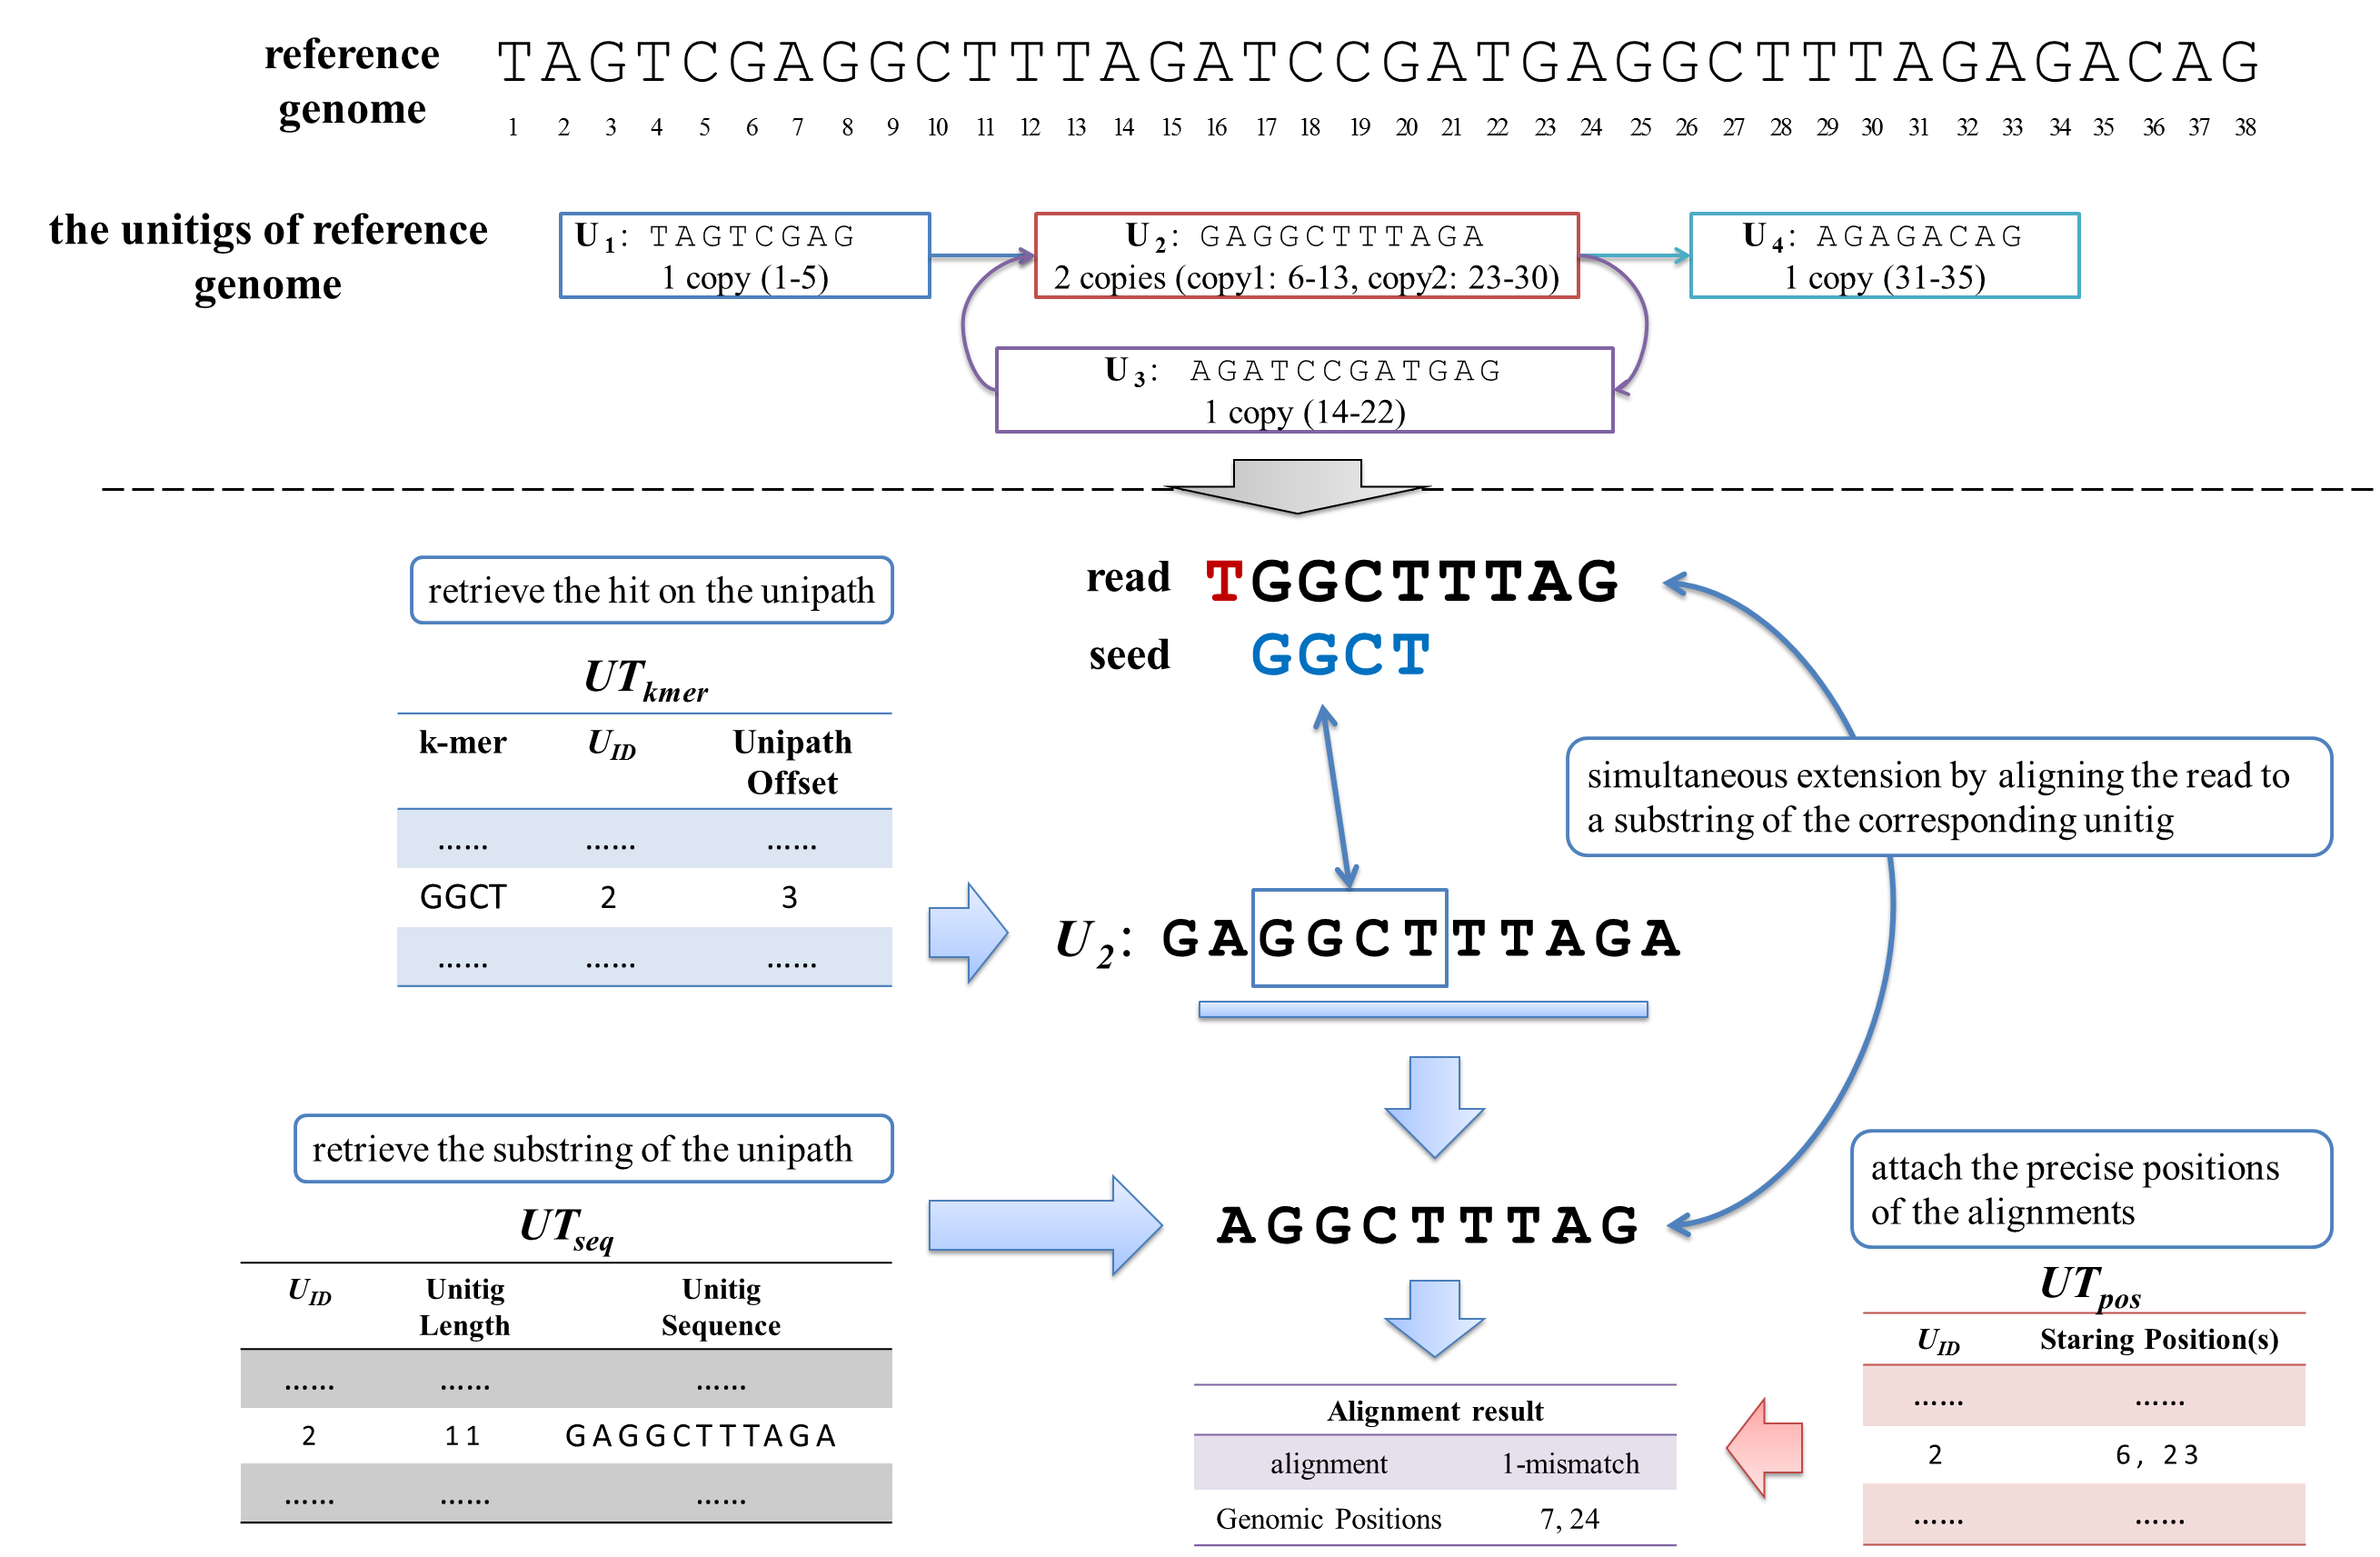 reference
genome
TAGTCGAGGCTTTAGATCCGATGAGGCTTTAGAGACAG
1 2 3 4 5 6 7 8 9 10 11 12 13 14 15 16 17 18 19 20 21 22 23 24 25 26 27 28 29 30 31 32 33 34 35 36 37 38
the unitigs of reference
genome
U1: TAGTCGAG
1 copy (1-5)
U2: GAGGCTTTAGA
2 copies (copy1: 6-13, copy2: 23-30)
U4: AGAGACAG
1 copy (31-35)
U3: AGATCCGATGAG
1 copy (14-22)
retrieve the hit on the unipath
read TGGCTTTAG
seed GGCT
UTkmer
k-mer UID Unipath
Offset
...... ...... ......
GGCT 2 3
...... ...... ......
simultaneous extension by aligning the read to
a substring of the corresponding unitig
U2: GAGGCTTTAGA
retrieve the substring of the unipath
UTseq
UID Unitig Unitig
Length Sequence
...... ...... ......
2 11 GAGGCTTTAGA
...... ...... ......
AGGCTTTAG
attach the precise positions
of the alignments
UTpos
UID Staring Position(s)
...... ......
2 6, 23
...... ......
Alignment result
alignment 1-mismatch
Genomic Positions 7, 24